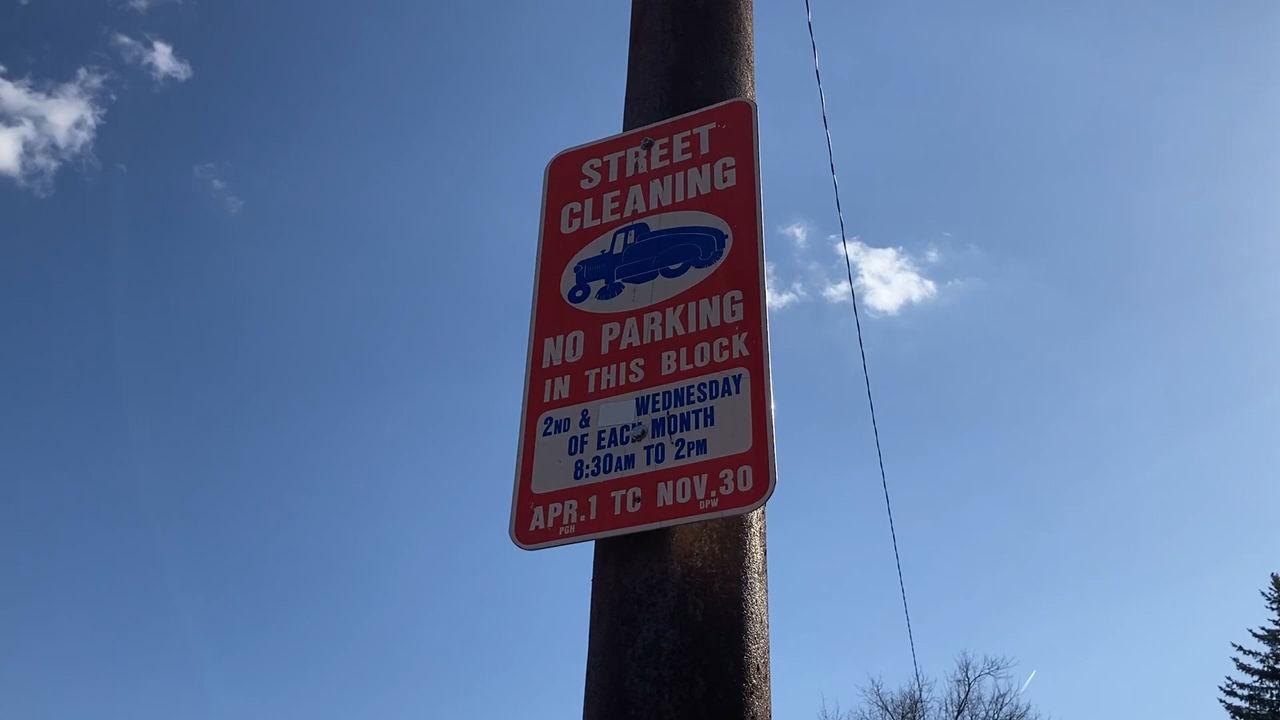 STREET
CLEANING
NO PARKING
IN THIS BLOCK
2ND & WEDNESDAY
OF EACH MONTH
8:30AM TO 2PM
APR.1 TO NOV.30
PGH DPW